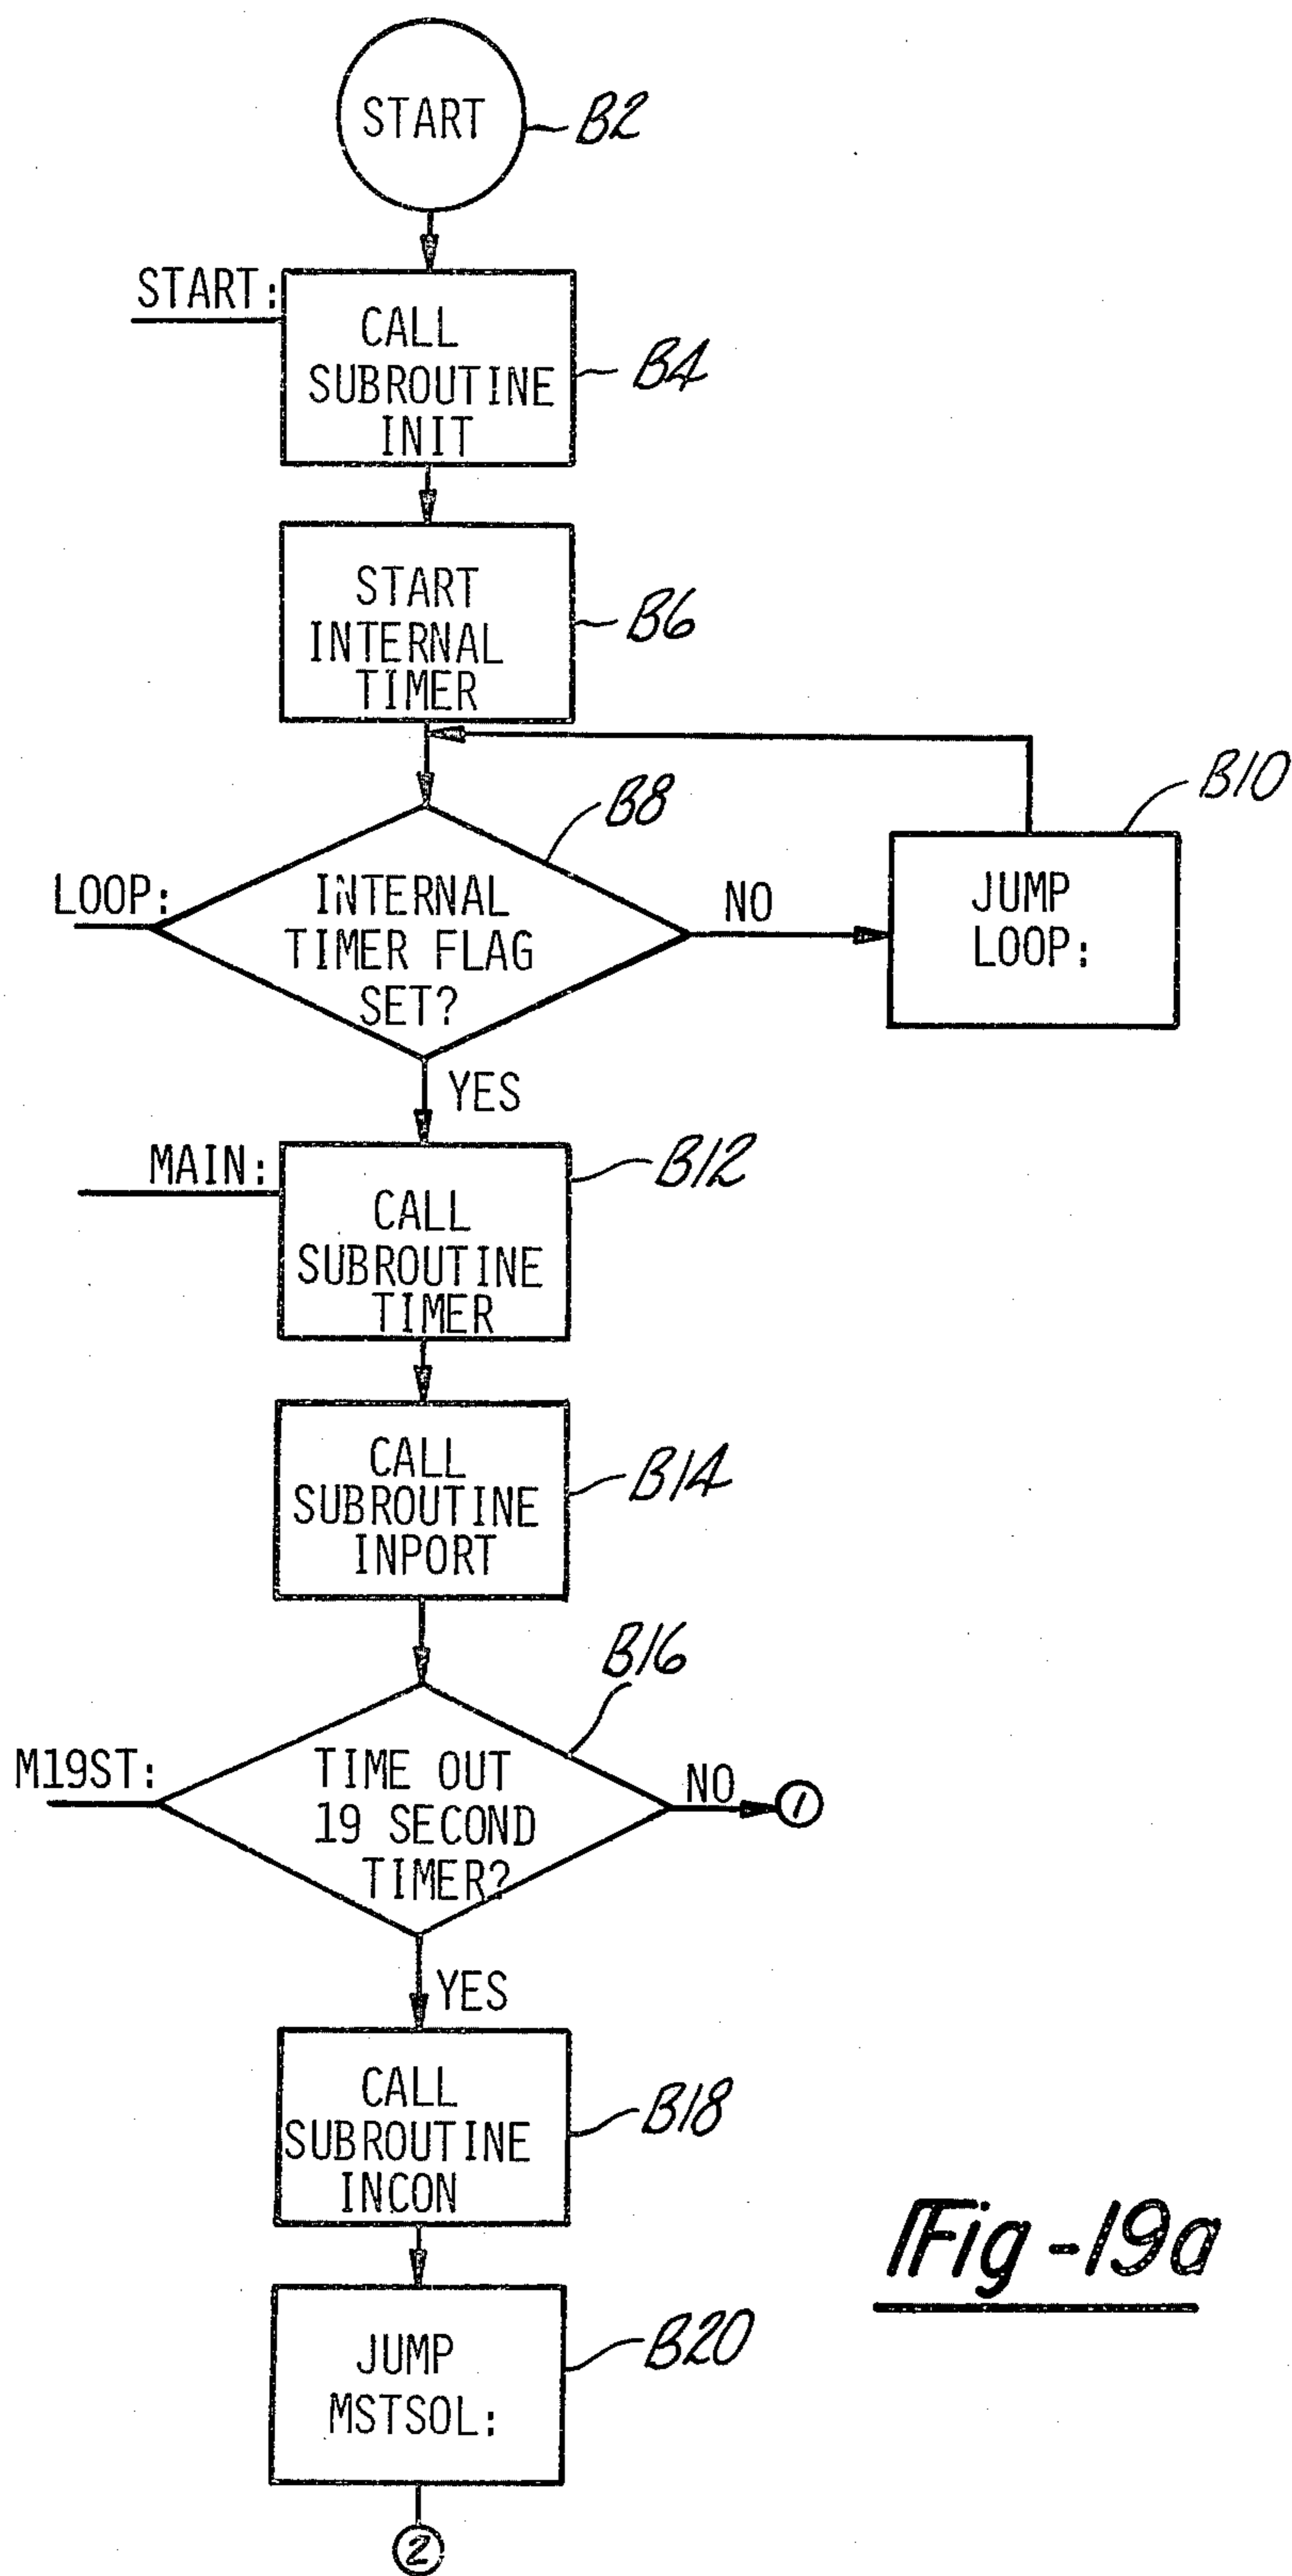 START
B2
START:
CALL
SUBROUTINE
INIT
B4
START
INTERNAL
TIMER
B6
B8
B10
LOOP:
INTERNAL
TIMER FLAG
SET?
NO
JUMP
LOOP:
YES
MAIN:
B12
CALL
SUBROUTINE
TIMER
CALL
SUBROUTINE
INPORT
B14
B16
M19ST:
TIME OUT
19 SECOND
TIMER?
NO
1
YES
CALL
SUBROUTINE
INCON
B18
Fig-19a
JUMP
MSTSOL:
B20
2